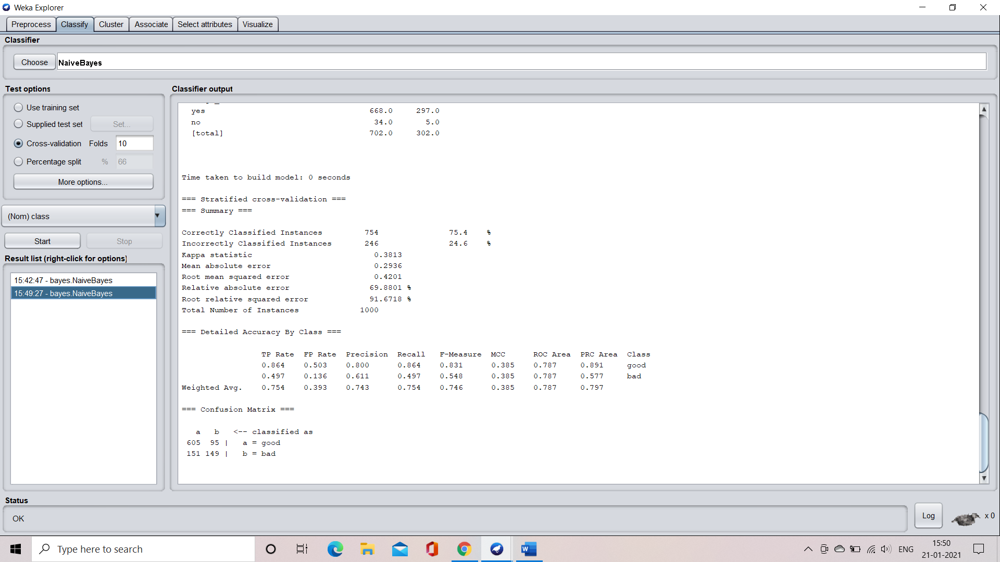 Weka Explorer
Preprocess Classify Cluster Associate Select attributes Visualize
Classifier
Choose NaiveBayes
Test options
Use training set
Supplied test set Set...
Cross-validation Folds 10
Percentage split % 66
More options...
(Nom) class
Start Stop
Result list (right-click for options)
15:42:47 - bayes.NaiveBayes
15:49:27 - bayes.NaiveBayes
Classifier output
yes 668.0 297.0
no 34.0 5.0
[total] 702.0 302.0
Time taken to build model: 0 seconds
=== Stratified cross-validation ===
=== Summary ===
Correctly Classified Instances 754 75.4 %
Incorrectly Classified Instances 246 24.6 %
Kappa statistic 0.3813
Mean absolute error 0.2936
Root mean squared error 0.4201
Relative absolute error 69.8801 %
Root relative squared error 91.6718 %
Total Number of Instances 1000
=== Detailed Accuracy By Class ===
TP Rate FP Rate Precision Recall F-Measure MCC ROC Area PRC Area Class
0.864 0.503 0.800 0.864 0.831 0.385 0.787 0.891 good
0.497 0.136 0.611 0.497 0.548 0.385 0.787 0.577 bad
Weighted Avg. 0.754 0.393 0.743 0.754 0.746 0.385 0.787 0.797
=== Confusion Matrix ===
a b <-- classified as
605 95 | a = good
151 149 | b = bad
Status
OK
Log x 0
Type here to search
ENG
15:50
21-01-2021